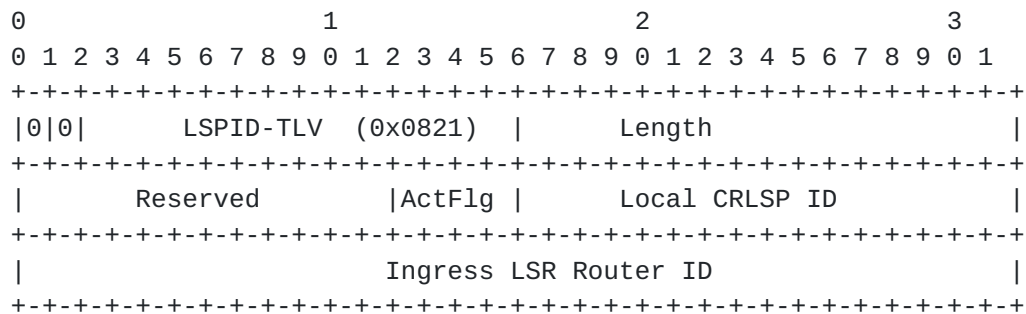 0                   1                   2                   3
0 1 2 3 4 5 6 7 8 9 0 1 2 3 4 5 6 7 8 9 0 1 2 3 4 5 6 7 8 9 0 1
+-+-+-+-+-+-+-+-+-+-+-+-+-+-+-+-+-+-+-+-+-+-+-+-+-+-+-+-+-+-+-+-+
|0|0|      LSPID-TLV  (0x0821)  |      Length                   |
+-+-+-+-+-+-+-+-+-+-+-+-+-+-+-+-+-+-+-+-+-+-+-+-+-+-+-+-+-+-+-+-+
|       Reserved        |ActFlg |      Local CRLSP ID           |
+-+-+-+-+-+-+-+-+-+-+-+-+-+-+-+-+-+-+-+-+-+-+-+-+-+-+-+-+-+-+-+-+
|                       Ingress LSR Router ID                   |
+-+-+-+-+-+-+-+-+-+-+-+-+-+-+-+-+-+-+-+-+-+-+-+-+-+-+-+-+-+-+-+-+